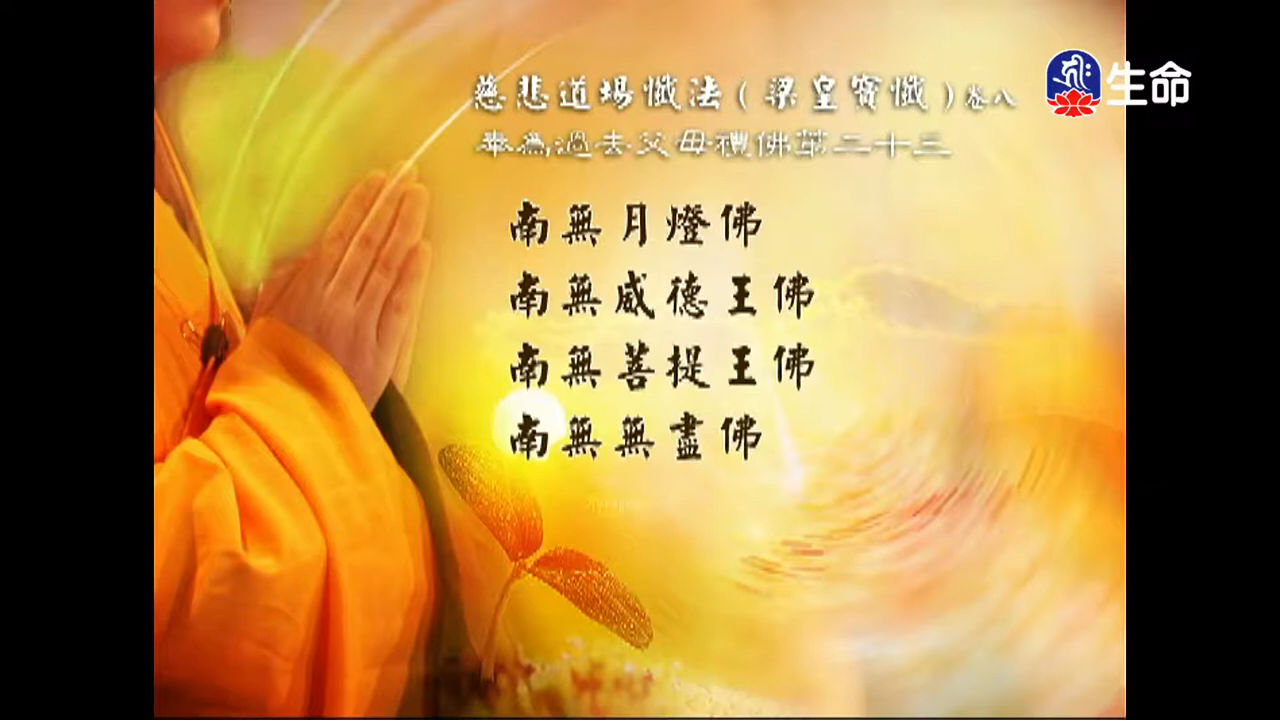 慈悲道場懺法(梁皇寶懺)卷八
奉為過去父母禮佛第二十三
南無月燈佛
南無威德王佛
南無菩提王佛
南無無盡佛
生命